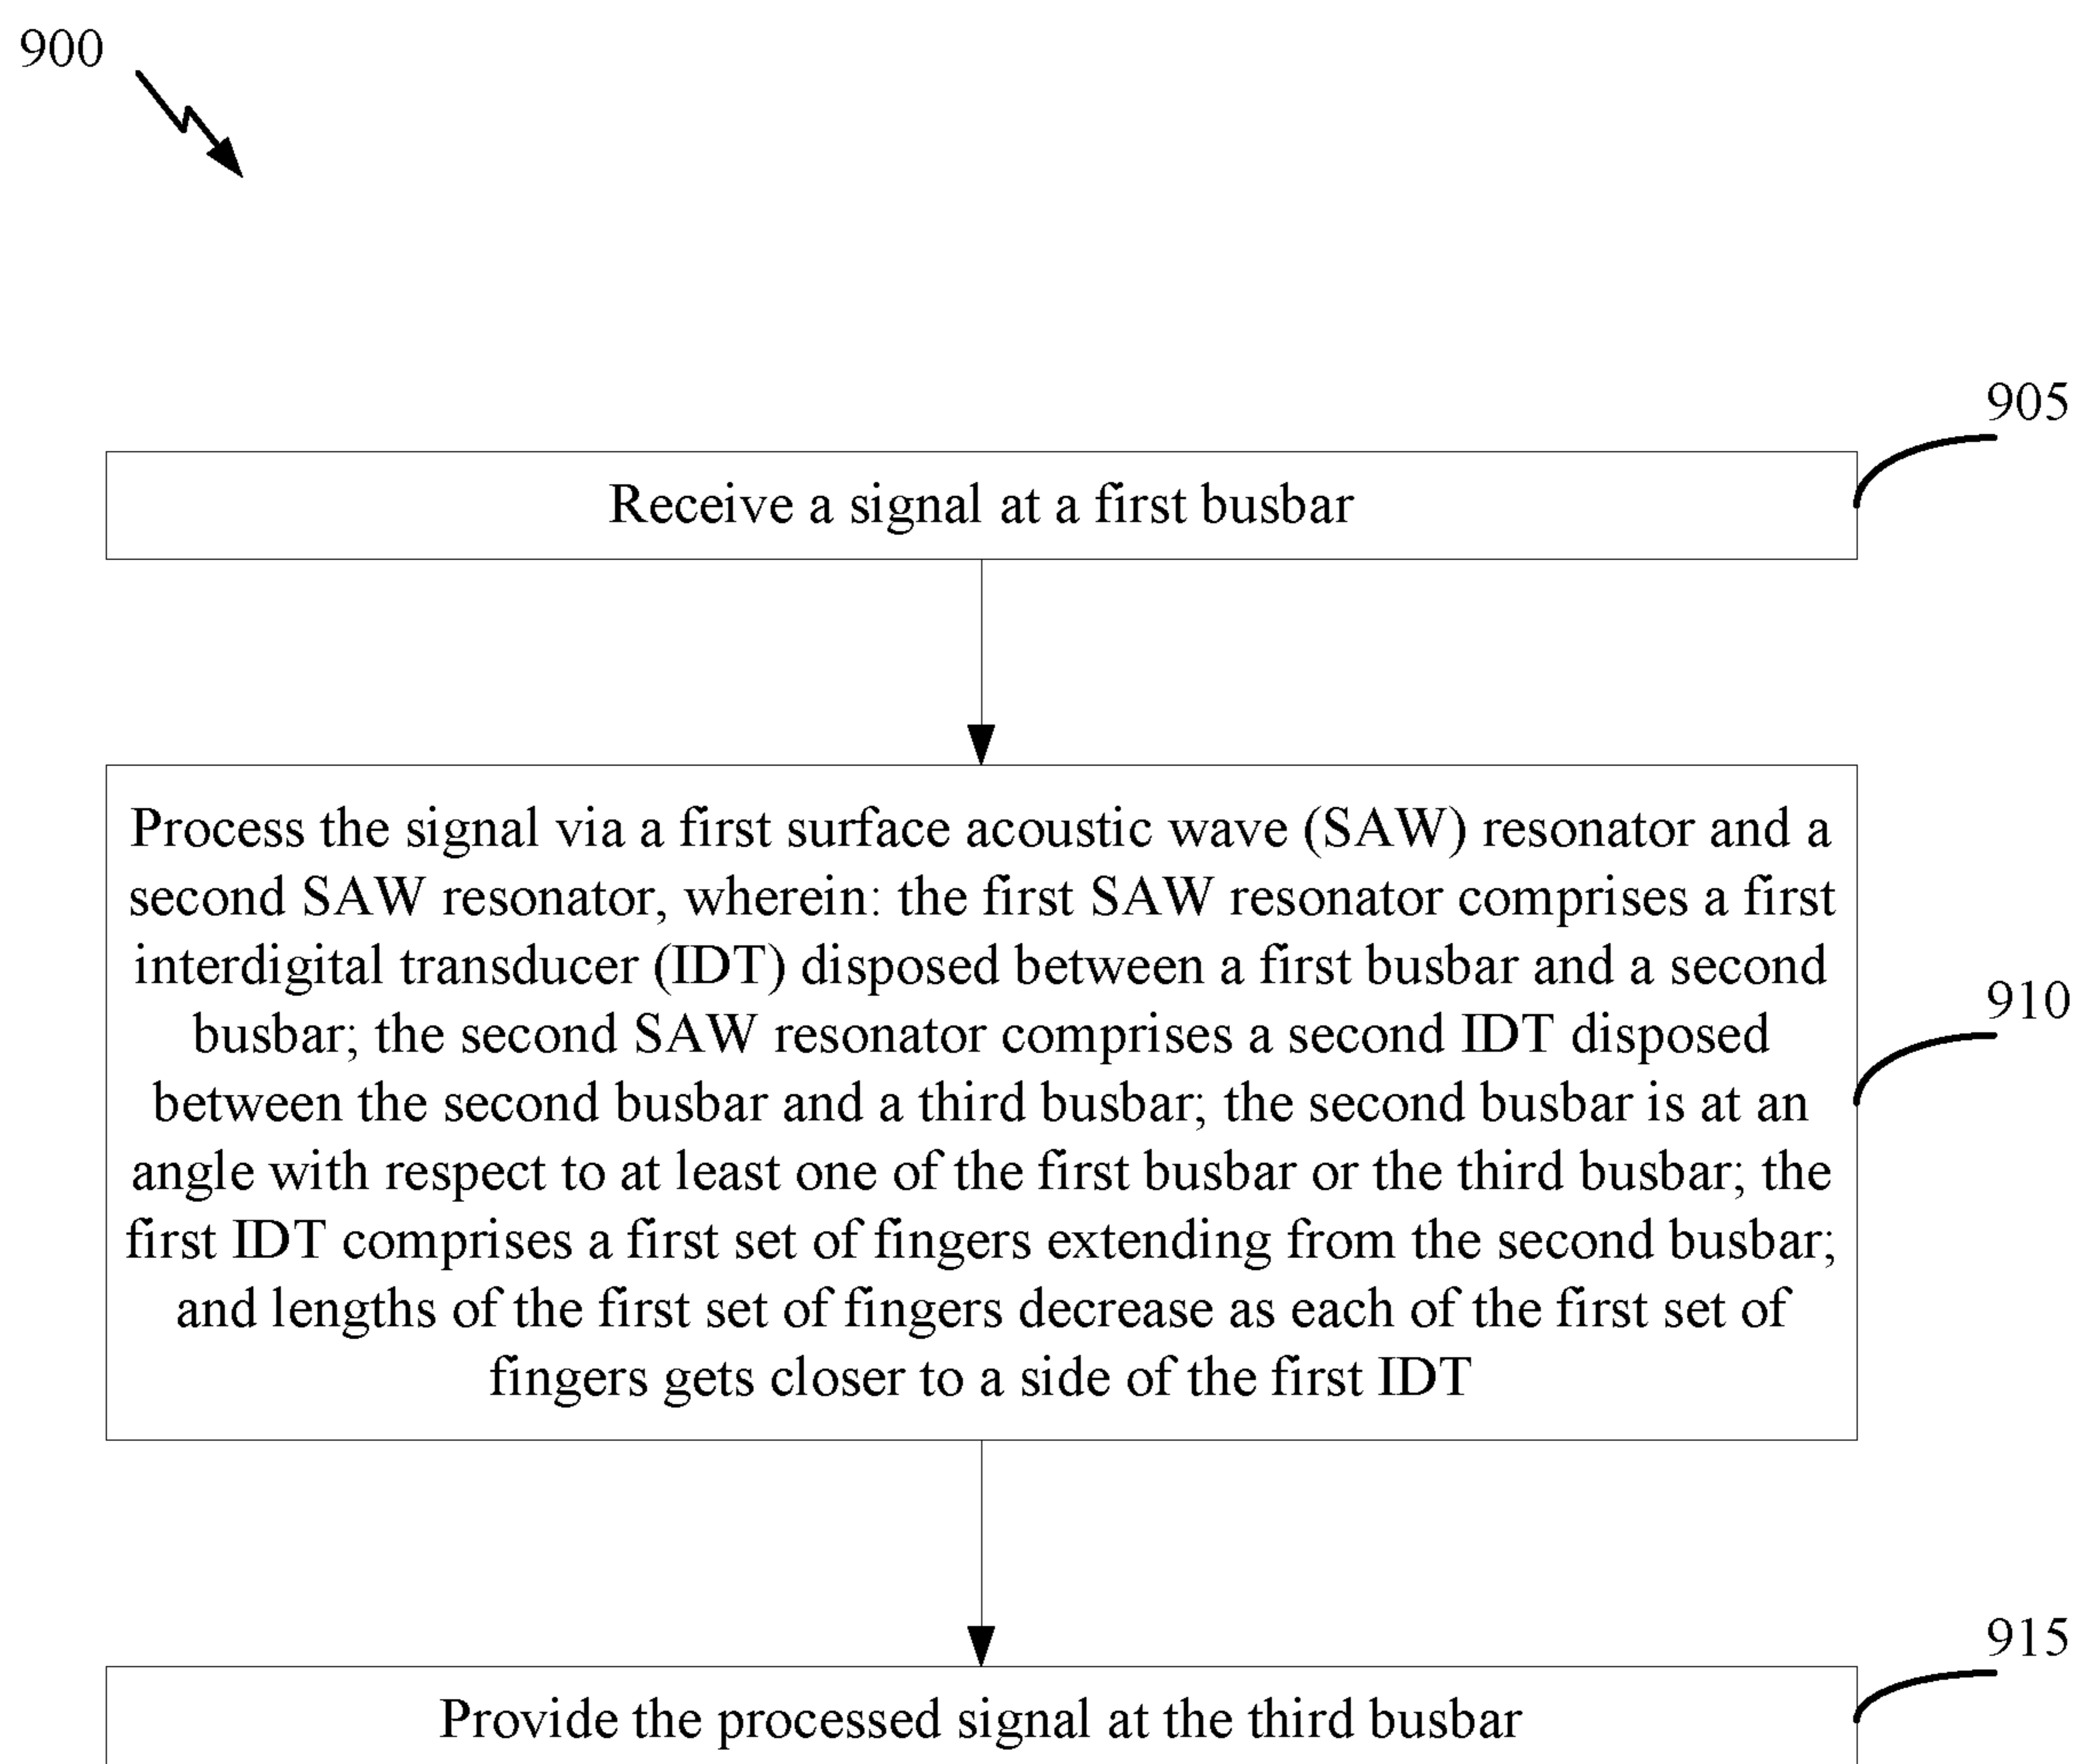 900
905
Receive a signal at a first busbar
Process the signal via a first surface acoustic wave (SAW) resonator and a
second SAW resonator, wherein: the first SAW resonator comprises a first
interdigital transducer (IDT) disposed between a first busbar and a second
busbar; the second SAW resonator comprises a second IDT disposed
between the second busbar and a third busbar; the second busbar is at an
angle with respect to at least one of the first busbar or the third busbar; the
first IDT comprises a first set of fingers extending from the second busbar;
and lengths of the first set of fingers decrease as each of the first set of
fingers gets closer to a side of the first IDT
910
915
Provide the processed signal at the third busbar